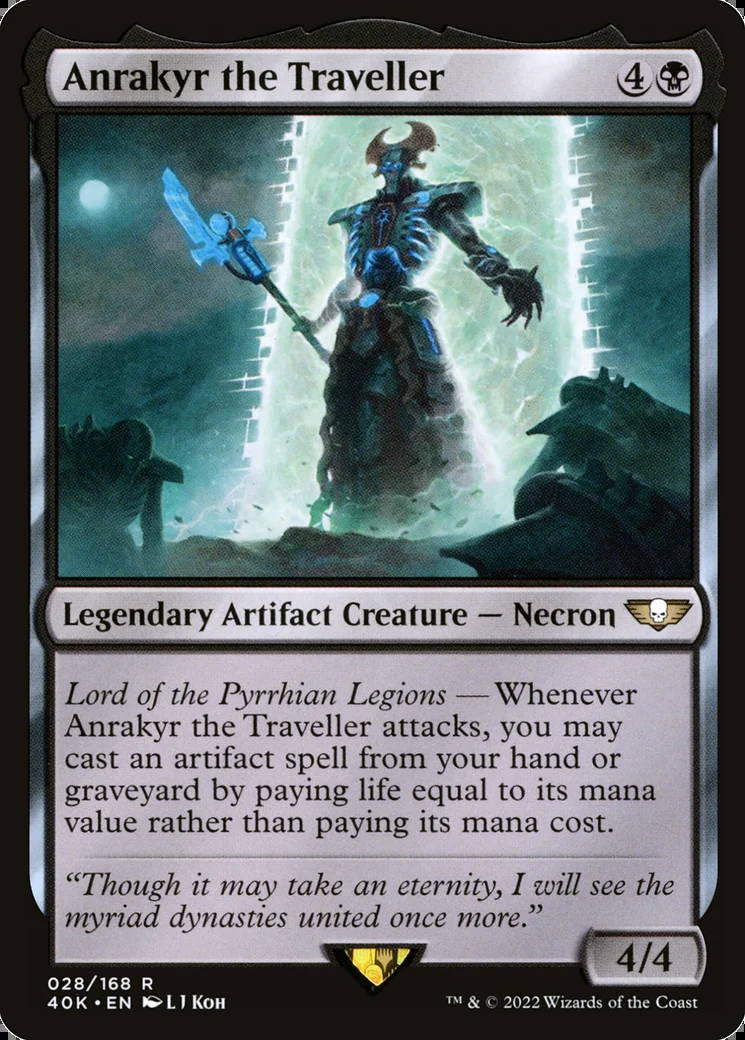 Anrakyr the Traveller 4
Legendary Artifact Creature — Necron
Lord of the Pyrrhian Legions — Whenever
Anrakyr the Traveller attacks, you may
cast an artifact spell from your hand or
graveyard by paying life equal to its mana
value rather than paying its mana cost.
“Though it may take an eternity, I will see the
myriad dynasties united once more.”
4/4
028/168 R
40K • EN L J Koh
™ & © 2022 Wizards of the Coast